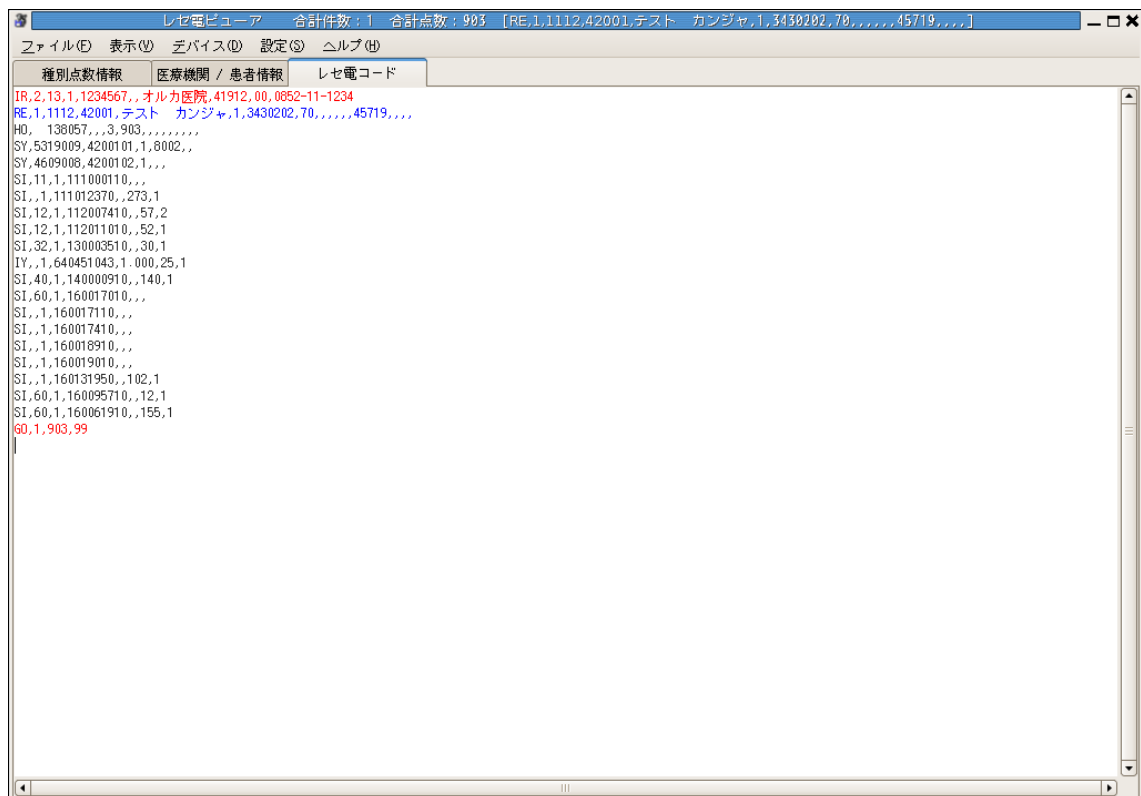 レセ電ビューア　　合計件数：1　合計点数：903　[RE,1,1112,42001,テスト　カンジャ,1,3430202,70,,,,,,45719,,,,]
ファイル(F) 表示(V) デバイス(D) 設定(S) ヘルプ(H)
種別点数情報 医療機関 / 患者情報 レセ電コード
IR,2,13,1,1234567,,オルカ医院,41912,00,0852-11-1234
RE,1,1112,42001,テスト　カンジャ,1,3430202,70,,,,,,45719,,,,
HO,  138057,,,3,903,,,,,,,,,
SY,5319009,4200101,1,8002,,
SY,4609008,4200102,1,,,
SI,11,1,111000110,,,
SI,,1,111012370,,273,1
SI,12,1,112007410,,57,2
SI,12,1,112011010,,52,1
SI,32,1,130003510,,30,1
IY,,1,640451043,1.000,25,1
SI,40,1,140000910,,140,1
SI,60,1,160017010,,,
SI,,1,160017110,,,
SI,,1,160017410,,,
SI,,1,160018910,,,
SI,,1,160019010,,,
SI,,1,160131950,,102,1
SI,60,1,160095710,,12,1
SI,60,1,160061910,,155,1
GO,1,903,99